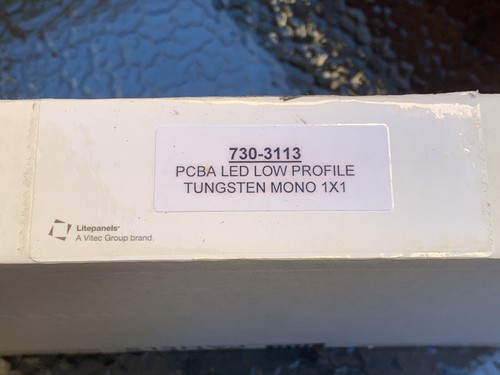 730-3113
PCBA LED LOW PROFILE
TUNGSTEN MONO 1X1
Litepanels®
A Vitec Group brand